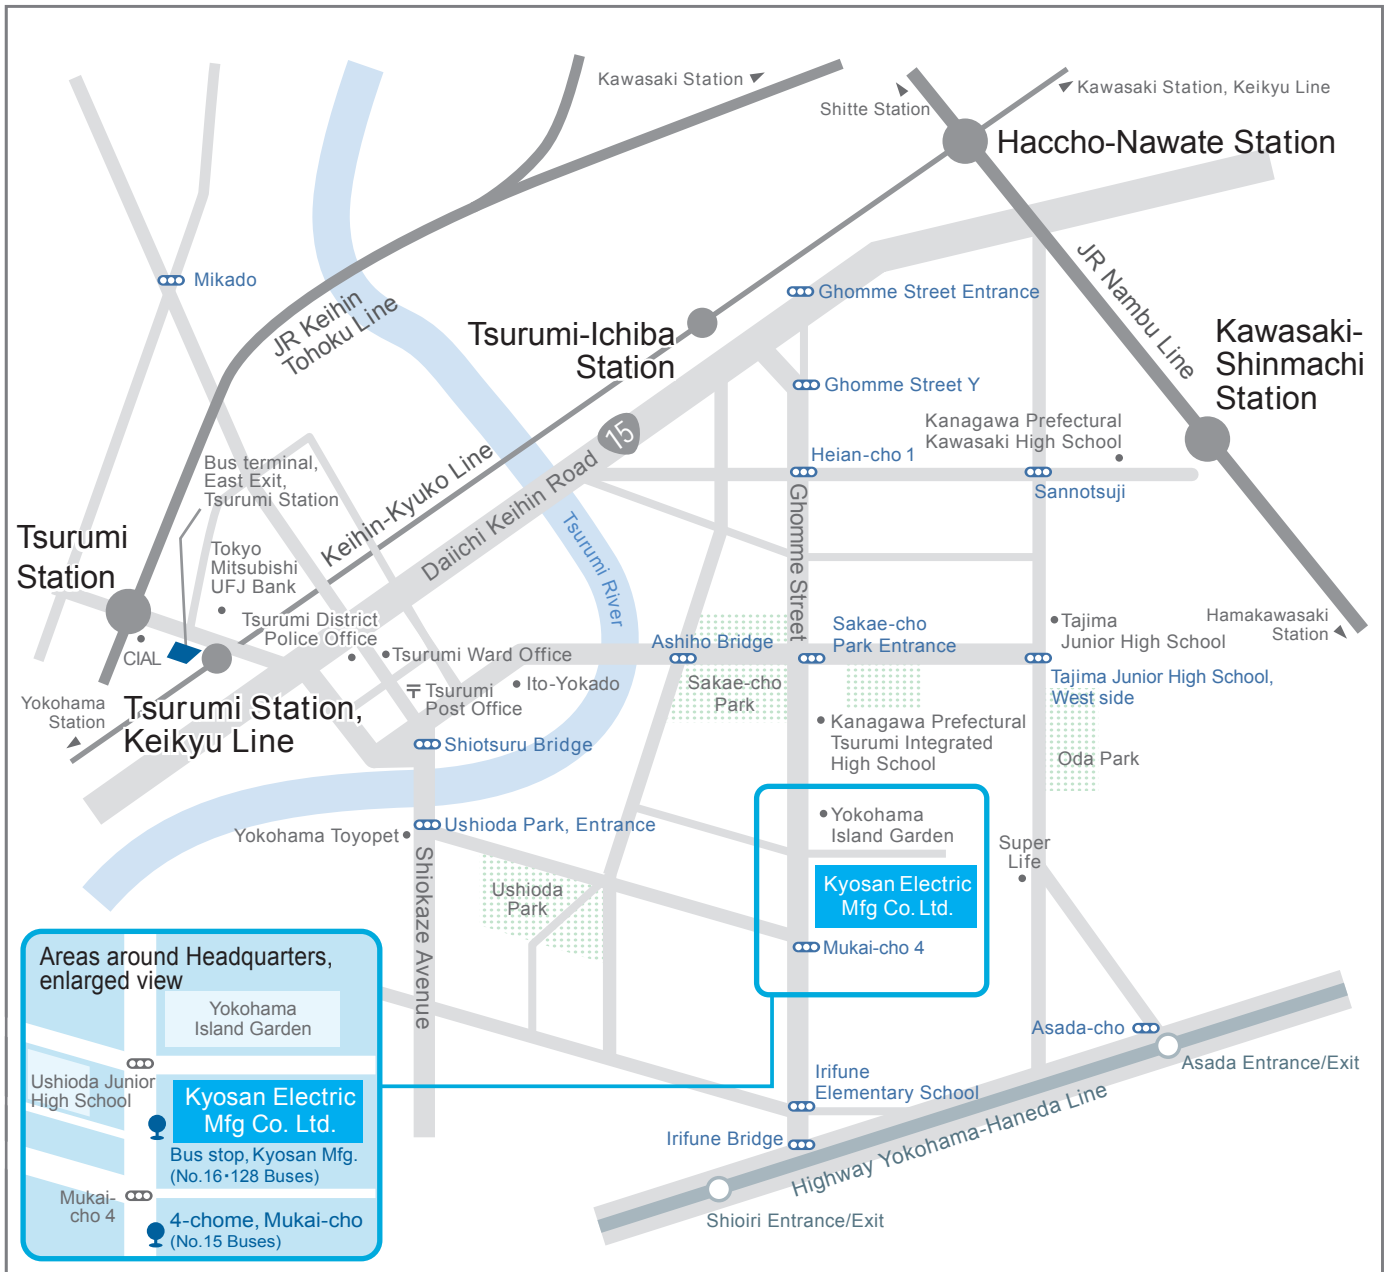 Kawasaki Station
Shitte Station
Kawasaki Station, Keikyu Line
Haccho-Nawate Station
Mikado
JR Keihin
Tohoku Line
Ghomme Street Entrance
JR Nambu Line
Tsurumi-Ichiba
Station
Kawasaki-
Shinmachi
Station
Ghomme Street Y
15
Kanagawa Prefectural
Kawasaki High School
Heian-cho 1
Sannotsuji
Bus terminal,
East Exit,
Tsurumi Station
Keihin-Kyuko Line
Daiichi Keihin Road
Tsurumi River
Ghomme Street
Tsurumi
Station
Tokyo
Mitsubishi
UFJ Bank
Tsurumi District
Police Office
CIAL
Tsurumi Ward Office
Ashiho Bridge
Sakae-cho
Park Entrance
Tajima
Junior High School
Hamakawasaki
Station
Tajima Junior High School,
West side
Yokohama
Station
Tsurumi Station,
Keikyu Line
〒 Tsurumi
Post Office
Ito-Yokado
Sakae-cho
Park
Kanagawa Prefectural
Tsurumi Integrated
High School
Oda Park
Shiotsuru Bridge
Yokohama Toyopet
Ushioda Park, Entrance
Yokohama
Island Garden
Super
Life
Shiokaze Avenue
Ushioda
Park
Kyosan Electric
Mfg Co. Ltd.
Mukai-cho 4
Areas around Headquarters,
enlarged view
Yokohama
Island Garden
Ushioda Junior
High School
Kyosan Electric
Mfg Co. Ltd.
Bus stop, Kyosan Mfg.
(No.16・128 Buses)
Mukai-
cho 4
4-chome, Mukai-cho
(No.15 Buses)
Asada-cho
Asada Entrance/Exit
Irifune
Elementary School
Irifune Bridge
Highway Yokohama-Haneda Line
Shioiri Entrance/Exit